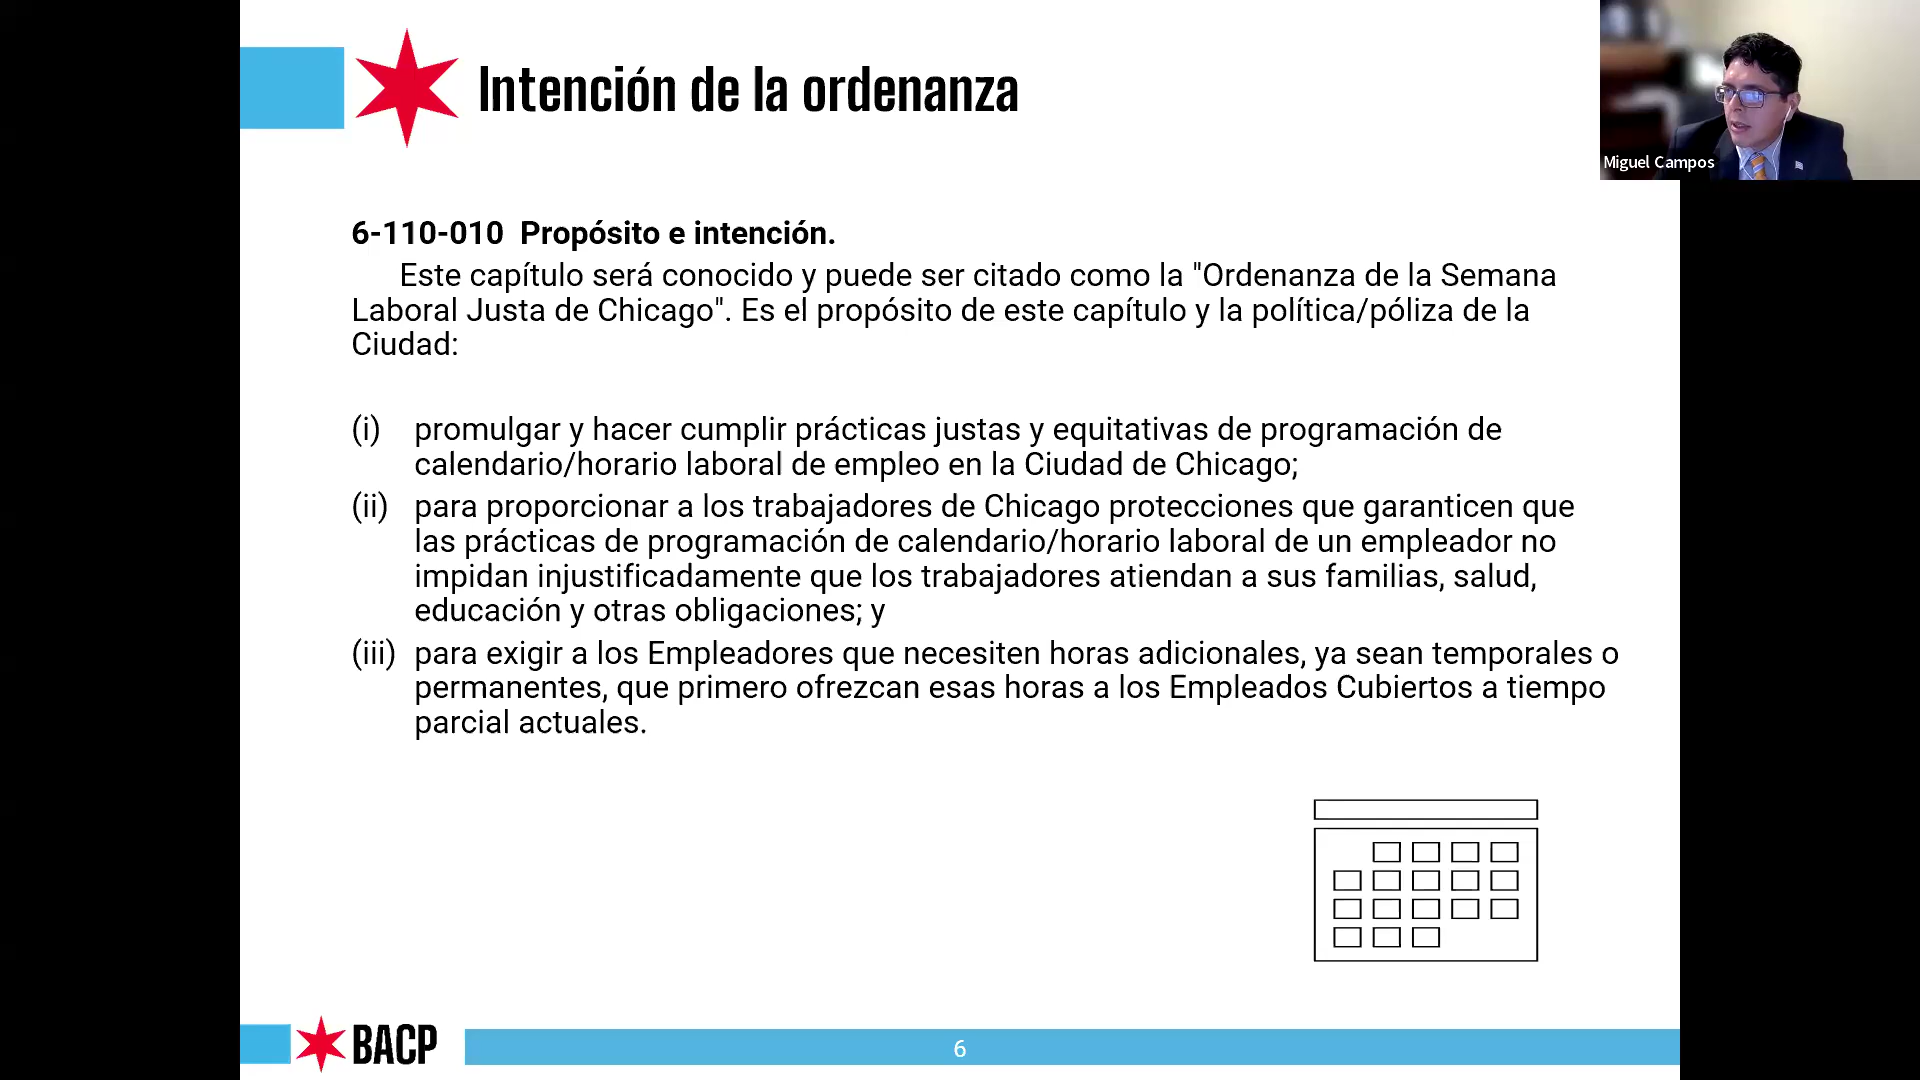 Intención de la ordenanza
Miguel Campos
6-110-010 Propósito e intención.
Este capítulo será conocido y puede ser citado como la "Ordenanza de la Semana
Laboral Justa de Chicago". Es el propósito de este capítulo y la política/póliza de la
Ciudad:
(i) promulgar y hacer cumplir prácticas justas y equitativas de programación de
calendario/horario laboral de empleo en la Ciudad de Chicago;
(ii) para proporcionar a los trabajadores de Chicago protecciones que garanticen que
las prácticas de programación de calendario/horario laboral de un empleador no
impidan injustificadamente que los trabajadores atiendan a sus familias, salud,
educación y otras obligaciones; y
(iii) para exigir a los Empleadores que necesiten horas adicionales, ya sean temporales o
permanentes, que primero ofrezcan esas horas a los Empleados Cubiertos a tiempo
parcial actuales.
BACP
6